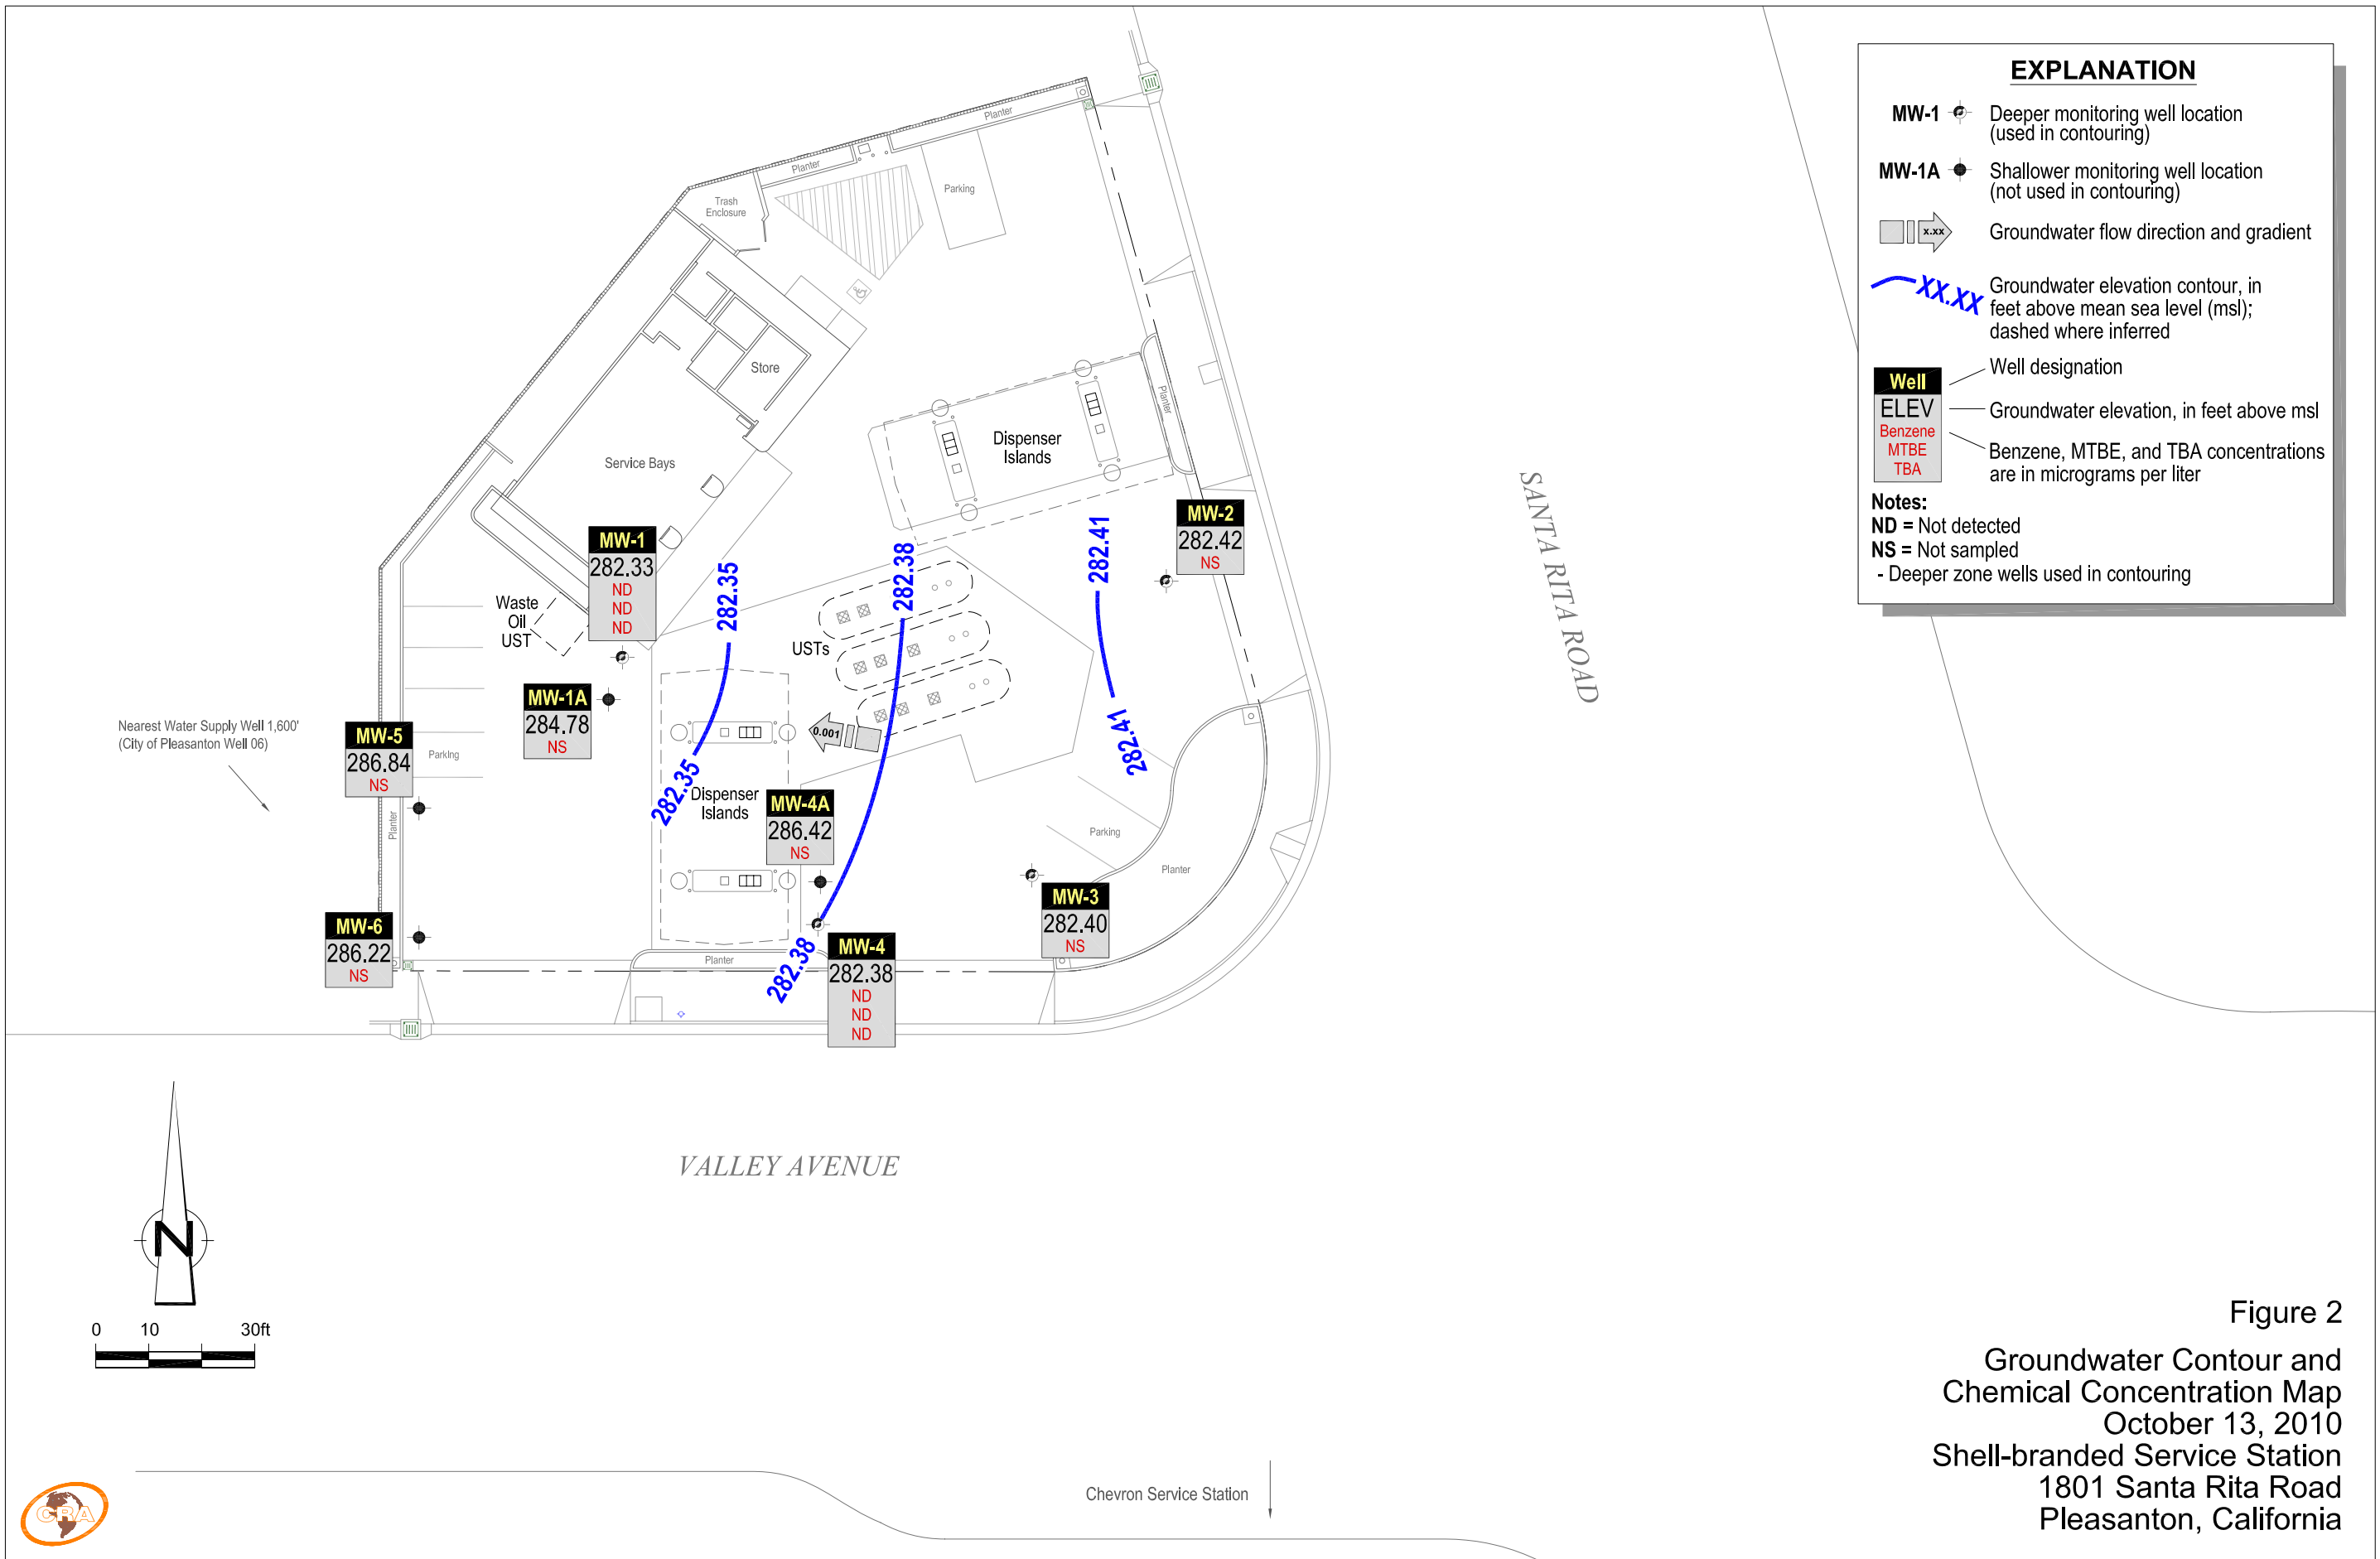 EXPLANATION
MW-1
Deeper monitoring well location
(used in contouring)
MW-1A
Shallower monitoring well location
(not used in contouring)
x.xx
Groundwater flow direction and gradient
XX.XX
Groundwater elevation contour, in
feet above mean sea level (msl);
dashed where inferred
Well
ELEV
Benzene
MTBE
TBA
Well designation
Groundwater elevation, in feet above msl
Benzene, MTBE, and TBA concentrations
are in micrograms per liter
Notes:
ND = Not detected
NS = Not sampled
- Deeper zone wells used in contouring
Planter
Planter
Trash
Enclosure
Parking
Store
Service Bays
Dispenser
Islands
Planter
MW-2
282.42
NS
MW-1
282.33
ND
ND
ND
282.35
282.38
282.41
Waste
Oil
UST
USTs
SANTA RITA ROAD
MW-1A
284.78
NS
Nearest Water Supply Well 1,600'
(City of Pleasanton Well 06)
MW-5
286.84
NS
Parking
0.001
282.41
282.35
Dispenser
Islands
MW-4A
286.42
NS
Planter
Parking
Planter
MW-3
282.40
NS
MW-6
286.22
NS
Planter
282.38
MW-4
282.38
ND
ND
ND
VALLEY AVENUE
N
0 10 30ft
Chevron Service Station
CRA
Figure 2
Groundwater Contour and
Chemical Concentration Map
October 13, 2010
Shell-branded Service Station
1801 Santa Rita Road
Pleasanton, California